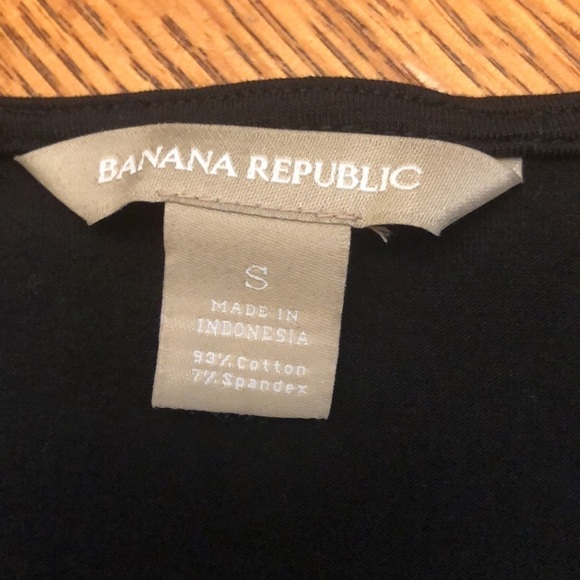 BANANA REPUBLIC
S
MADE IN
INDONESIA
93% Cotton
7% Spandex